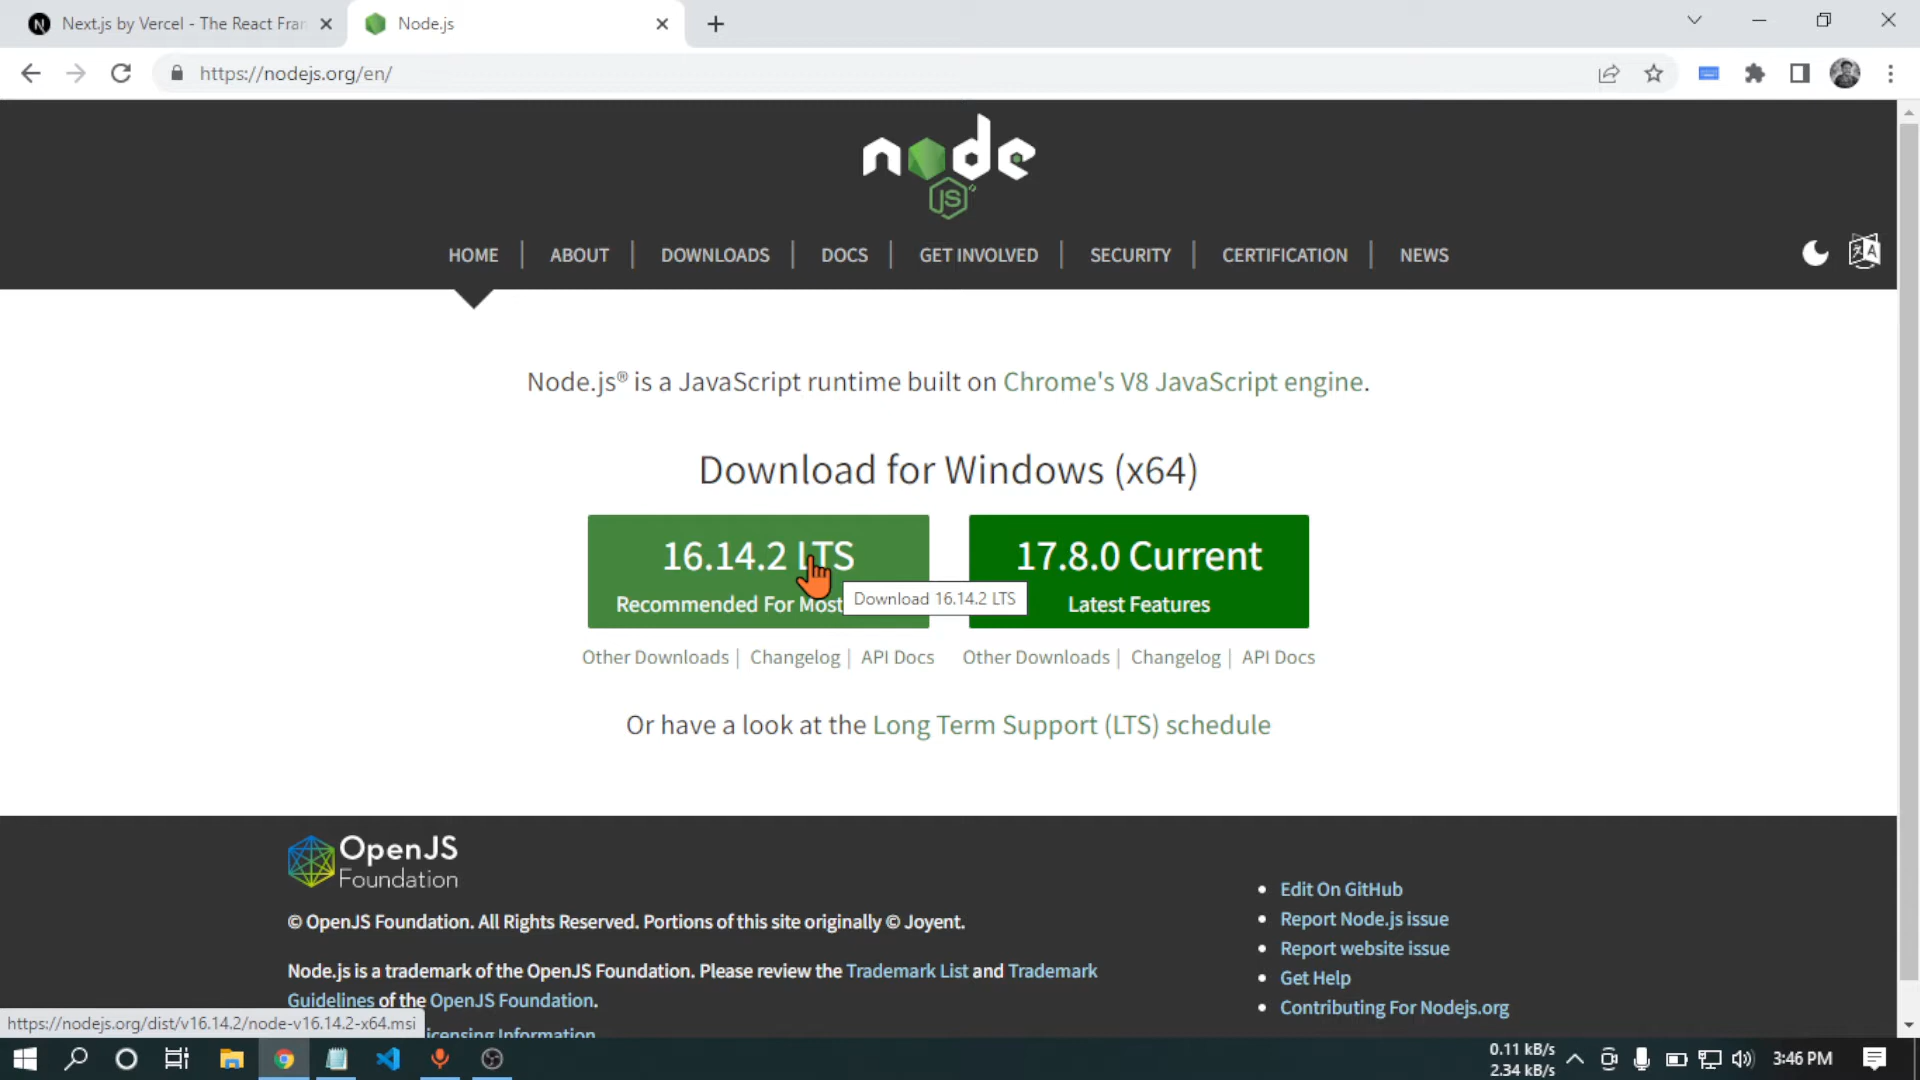 Next.js by Vercel - The React Fran
Node.js
https://nodejs.org/en/
node
JS
HOME | ABOUT | DOWNLOADS | DOCS | GET INVOLVED | SECURITY | CERTIFICATION | NEWS
Node.js® is a JavaScript runtime built on Chrome's V8 JavaScript engine.
Download for Windows (x64)
16.14.2 LTS
Recommended For Most
Download 16.14.2 LTS
17.8.0 Current
Latest Features
Other Downloads | Changelog | API Docs
Other Downloads | Changelog | API Docs
Or have a look at the Long Term Support (LTS) schedule
OpenJS
Foundation
© OpenJS Foundation. All Rights Reserved. Portions of this site originally © Joyent.
Node.js is a trademark of the OpenJS Foundation. Please review the Trademark List and Trademark
Guidelines of the OpenJS Foundation.
icensing Information
Edit On GitHub
Report Node.js issue
Report website issue
Get Help
Contributing For Nodejs.org
https://nodejs.org/dist/v16.14.2/node-v16.14.2-x64.msi
0.11 kB/s
2.34 kB/s
3:46 PM